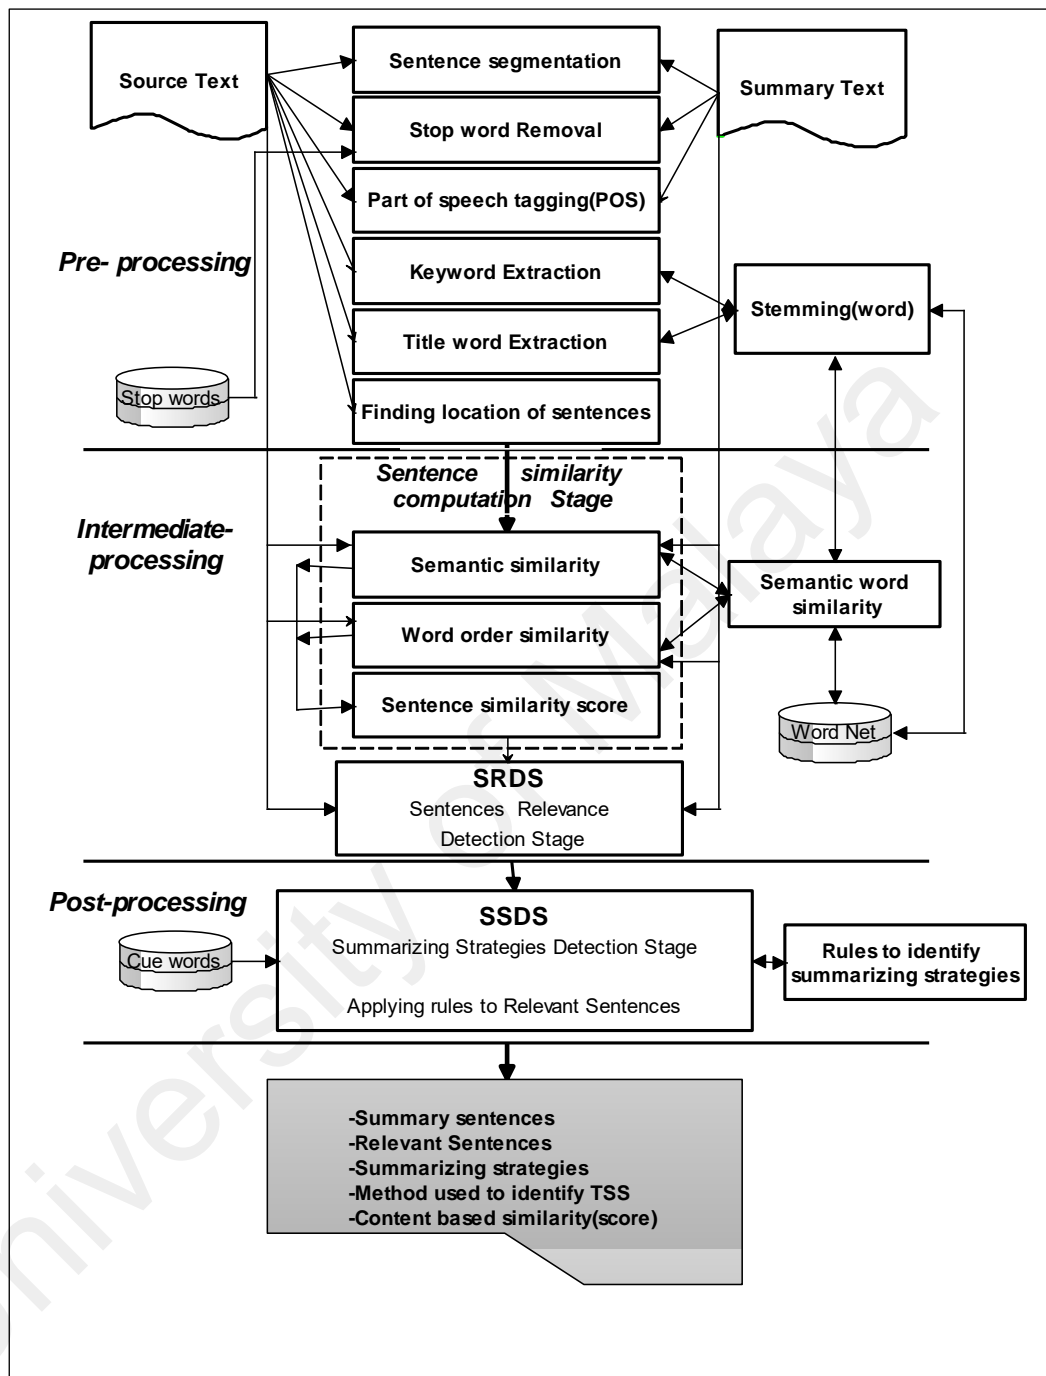 Source Text
Sentence segmentation
Summary Text
Stop word Removal
Part of speech tagging(POS)
Pre- processing
Keyword Extraction
Stemming(word)
Title word Extraction
Stop words
Finding location of sentences
Sentence similarity
computation Stage
Intermediate-
processing
Semantic similarity
Semantic word
similarity
Word order similarity
Sentence similarity score
Word Net
SRDS
Sentences Relevance
Detection Stage
Post-processing
SSDS
Summarizing Strategies Detection Stage
Cue words
Rules to identify
summarizing strategies
Applying rules to Relevant Sentences
-Summary sentences
-Relevant Sentences
-Summarizing strategies
-Method used to identify TSS
-Content based similarity(score)
University of Malaya